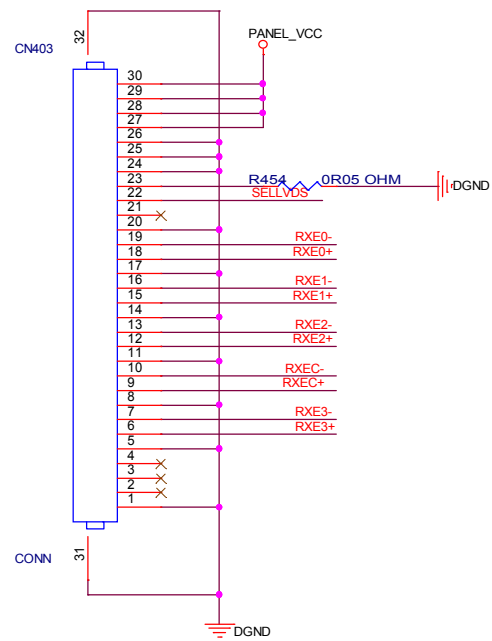 32
PANEL_VCC
CN403
30
29
28
27
26
25
24
23
R454 0R05 OHM
DGND
22
SELLVDS
21
20
19
RXE0-
18
RXE0+
17
16
RXE1-
15
RXE1+
14
13
RXE2-
12
RXE2+
11
10
RXEC-
9
RXEC+
8
7
RXE3-
6
RXE3+
5
4
3
2
1
CONN
31
DGND